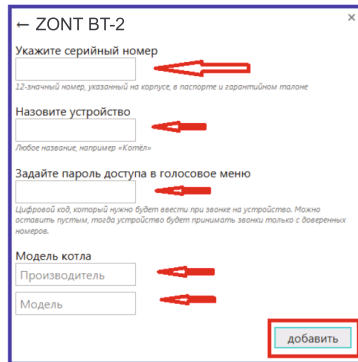 ← ZONT BT-2
×
Укажите серийный номер
12-значный номер, указанный на корпусе, в паспорте и гарантийном талоне
Назовите устройство
Любое название, например «Котёл»
Задайте пароль доступа в голосовое меню
Цифровой код, который нужно будет ввести при звонке на устройство. Можно
оставить пустым, тогда устройство будет принимать звонки только с доверенных
номеров.
Модель котла
Производитель
Модель
добавить